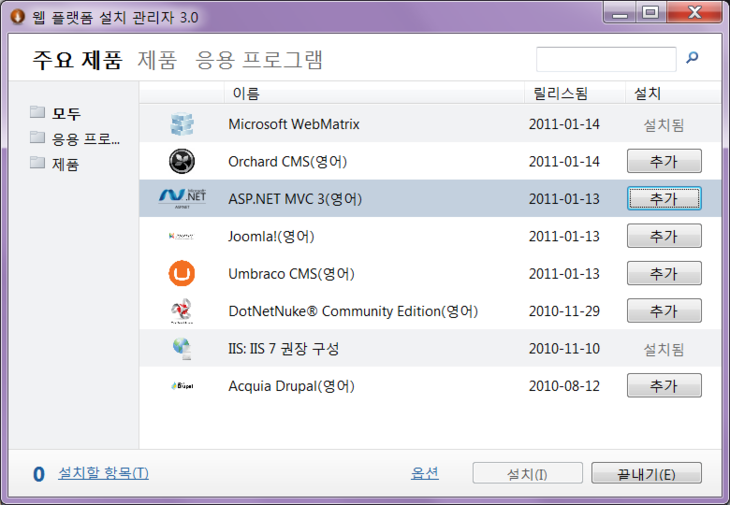 웹 플랫폼 설치 관리자 3.0
주요 제품 제품 응용 프로그램
이름 릴리스됨 설치
모두
응용 프로...
제품
Microsoft WebMatrix 2011-01-14 설치됨
Orchard CMS(영어) 2011-01-14 추가
.NET ASP.NET MVC 3(영어) 2011-01-13 추가
Joomla!(영어) 2011-01-13 추가
Umbraco CMS(영어) 2011-01-13 추가
DotNetNuke® Community Edition(영어) 2010-11-29 추가
IIS: IIS 7 권장 구성 2010-11-10 설치됨
Acquia Drupal(영어) 2010-08-12 추가
0 설치할 항목(T) 옵션 설치(I) 끝내기(E)